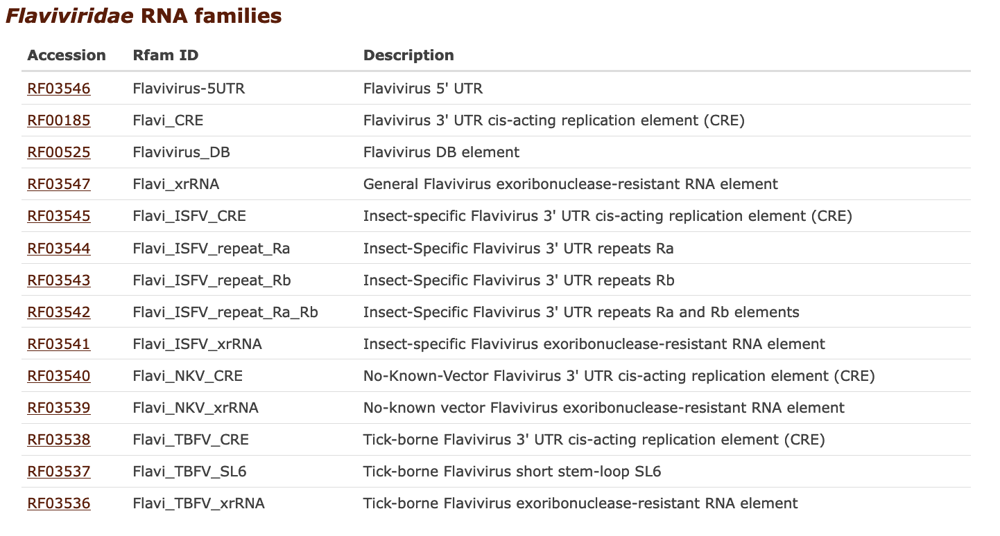 Flaviviridae RNA families
Accession Rfam ID Description
RF03546 Flavivirus-5UTR Flavivirus 5' UTR
RF00185 Flavi_CRE Flavivirus 3' UTR cis-acting replication element (CRE)
RF00525 Flavivirus_DB Flavivirus DB element
RF03547 Flavi_xrRNA General Flavivirus exoribonuclease-resistant RNA element
RF03545 Flavi_ISFV_CRE Insect-specific Flavivirus 3' UTR cis-acting replication element (CRE)
RF03544 Flavi_ISFV_repeat_Ra Insect-Specific Flavivirus 3' UTR repeats Ra
RF03543 Flavi_ISFV_repeat_Rb Insect-Specific Flavivirus 3' UTR repeats Rb
RF03542 Flavi_ISFV_repeat_Ra_Rb Insect-Specific Flavivirus 3' UTR repeats Ra and Rb elements
RF03541 Flavi_ISFV_xrRNA Insect-specific Flavivirus exoribonuclease-resistant RNA element
RF03540 Flavi_NKV_CRE No-Known-Vector Flavivirus 3' UTR cis-acting replication element (CRE)
RF03539 Flavi_NKV_xrRNA No-known vector Flavivirus exoribonuclease-resistant RNA element
RF03538 Flavi_TBFV_CRE Tick-borne Flavivirus 3' UTR cis-acting replication element (CRE)
RF03537 Flavi_TBFV_SL6 Tick-borne Flavivirus short stem-loop SL6
RF03536 Flavi_TBFV_xrRNA Tick-borne Flavivirus exoribonuclease-resistant RNA element